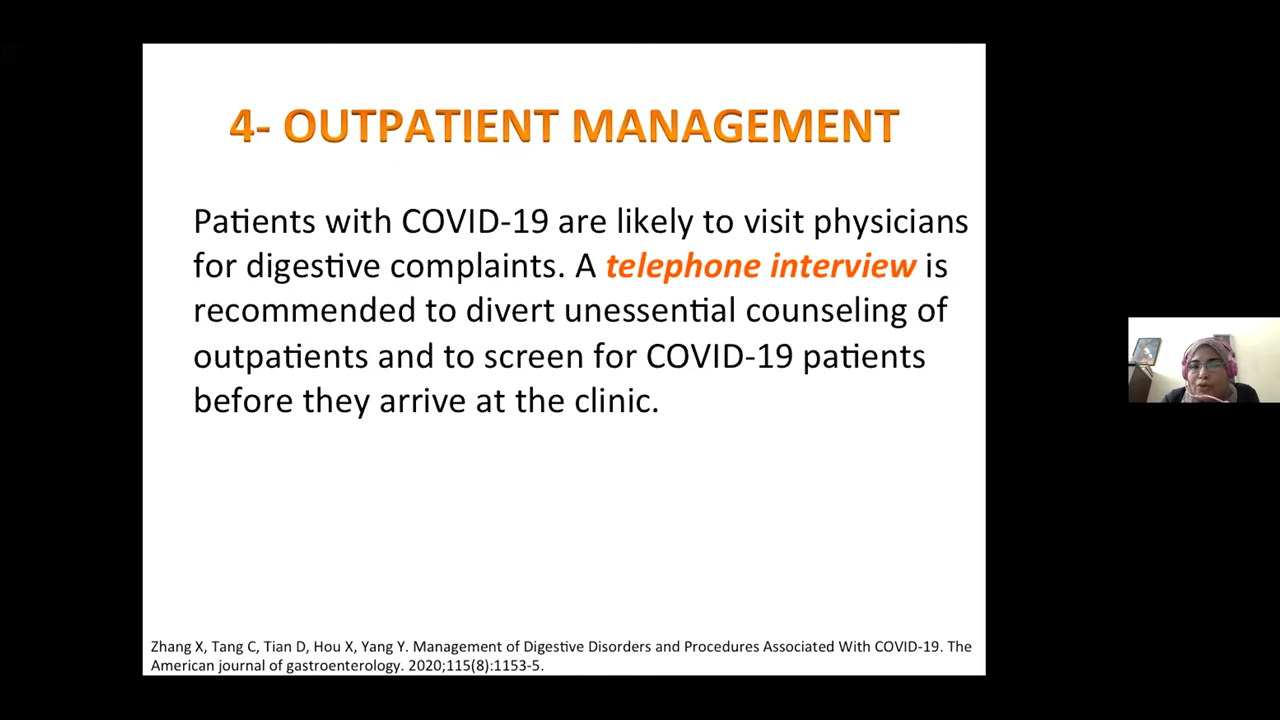 4- OUTPATIENT MANAGEMENT
Patients with COVID-19 are likely to visit physicians
for digestive complaints. A telephone interview is
recommended to divert unessential counseling of
outpatients and to screen for COVID-19 patients
before they arrive at the clinic.
Zhang X, Tang C, Tian D, Hou X, Yang Y. Management of Digestive Disorders and Procedures Associated With COVID-19. The
American journal of gastroenterology. 2020;115(8):1153-5.